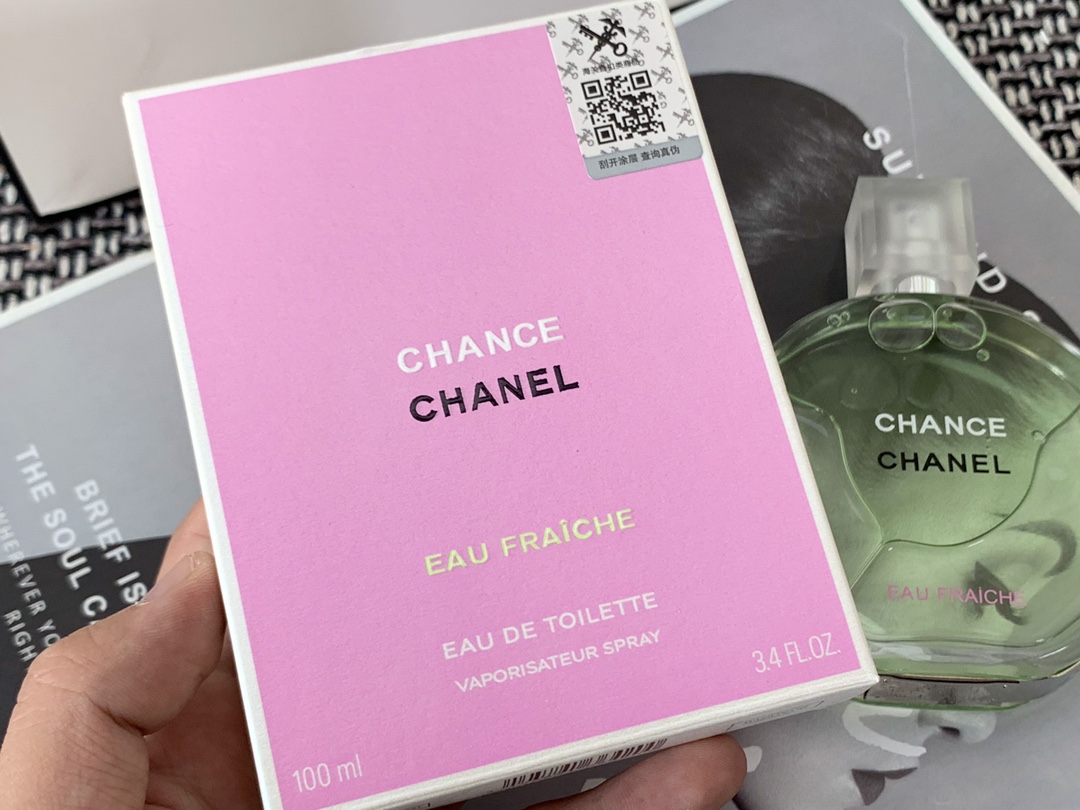 刮开涂层 查询真伪
CHANCE
CHANEL
EAU FRAÎCHE
EAU DE TOILETTE
VAPORISATEUR SPRAY
3.4 FL.OZ.
100 ml
CHANCE
CHANEL
EAU FRAÎCHE
BRIEF IS
THE SOUL
WHEREVER